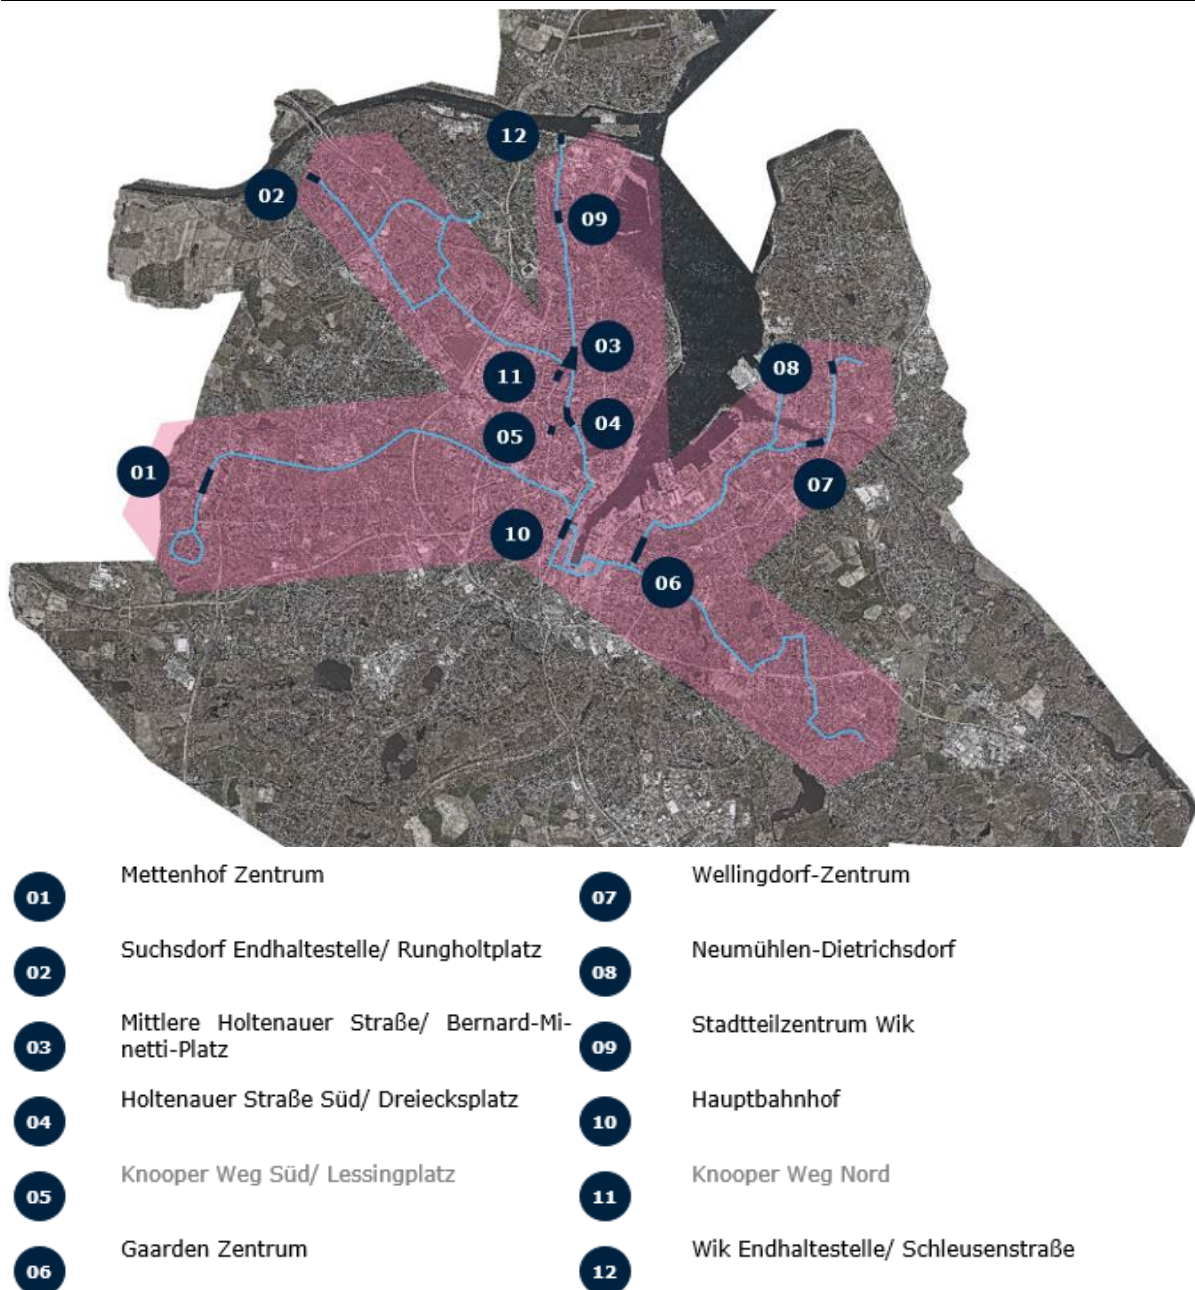 12
02
09
03
11
08
04
05
01
07
10
06
01 Mettenhof Zentrum
07 Wellingdorf-Zentrum
02 Suchsdorf Endhaltestelle/ Rungholtplatz
08 Neumühlen-Dietrichsdorf
03 Mittlere Holtenauer Straße/ Bernard-Mi-
netti-Platz
09 Stadtteilzentrum Wik
04 Holtenauer Straße Süd/ Dreiecksplatz
10 Hauptbahnhof
05 Knooper Weg Süd/ Lessingplatz
11 Knooper Weg Nord
06 Gaarden Zentrum
12 Wik Endhaltestelle/ Schleusenstraße